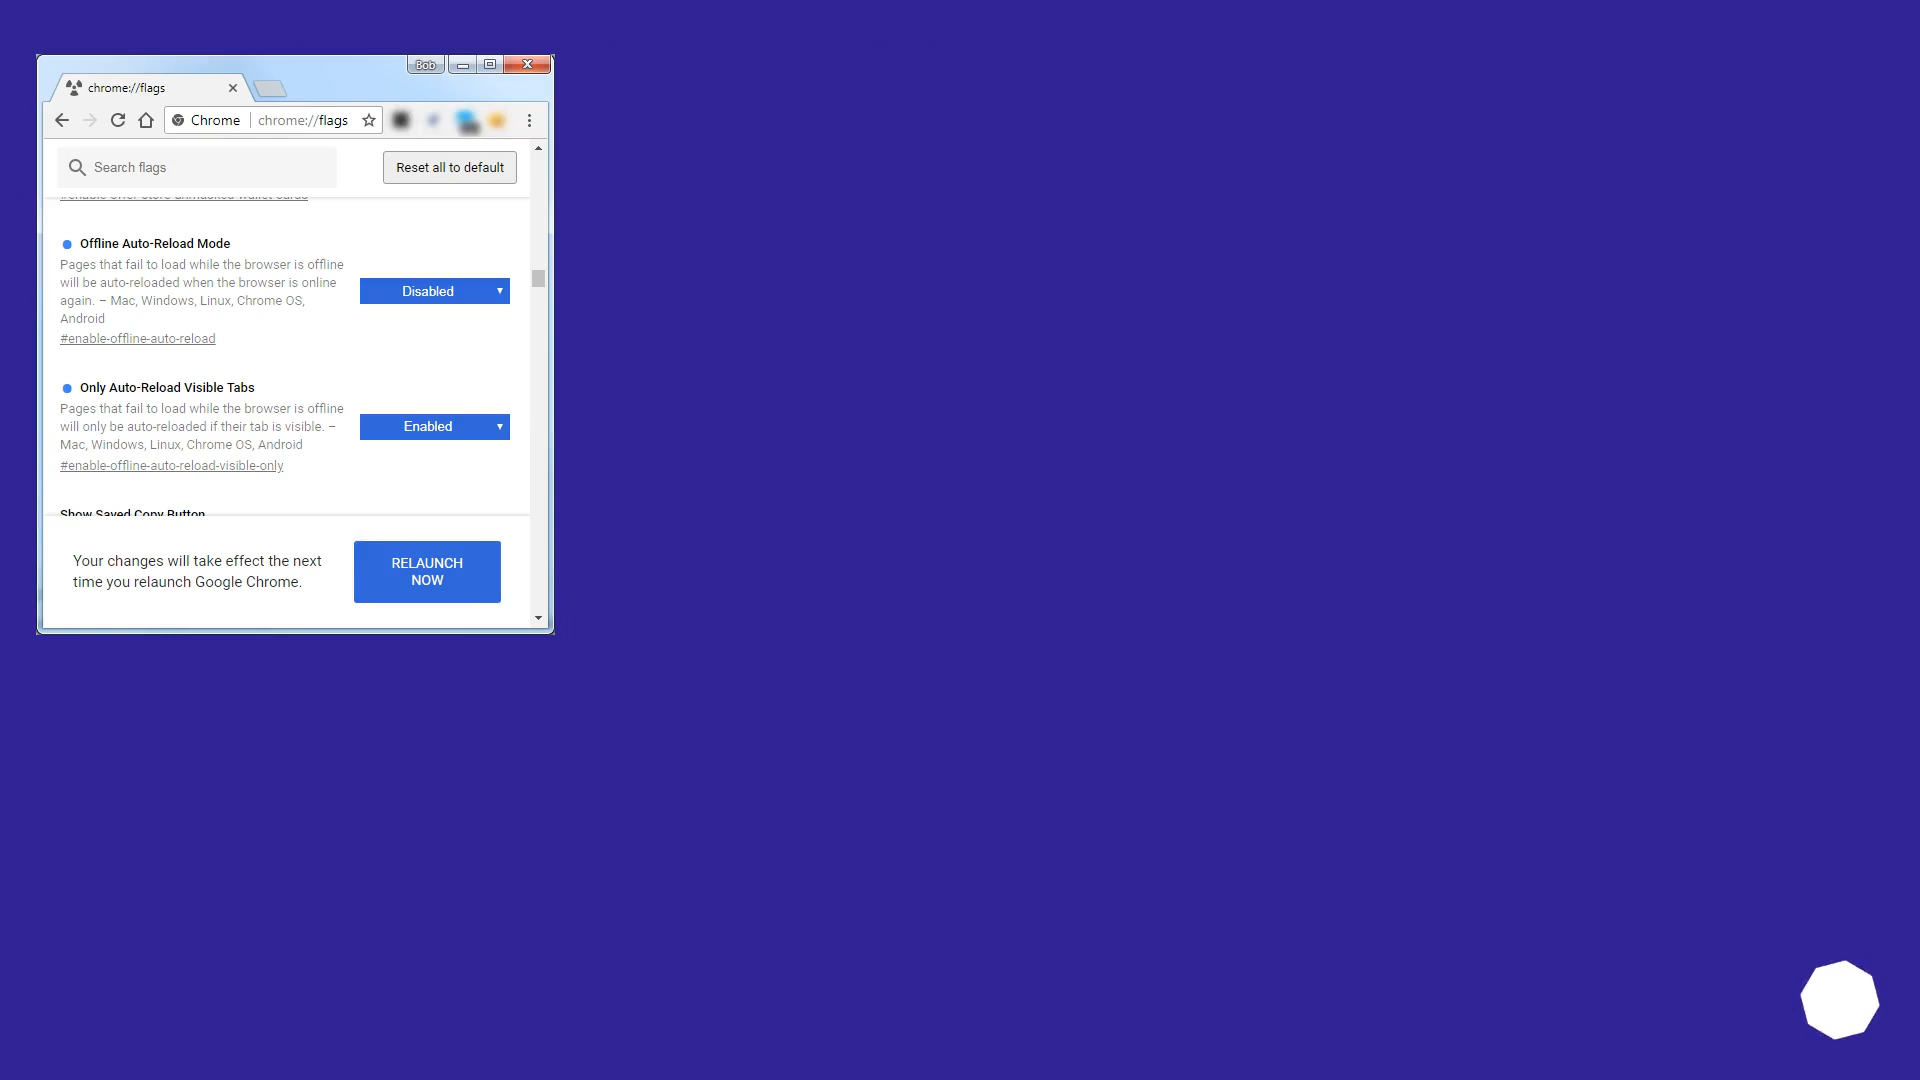 Bob
chrome://flags
Chrome chrome://flags
Search flags
Reset all to default
Offline Auto-Reload Mode
Pages that fail to load while the browser is offline
will be auto-reloaded when the browser is online
again. – Mac, Windows, Linux, Chrome OS,
Android
#enable-offline-auto-reload
Disabled
Only Auto-Reload Visible Tabs
Pages that fail to load while the browser is offline
will only be auto-reloaded if their tab is visible. –
Mac, Windows, Linux, Chrome OS, Android
#enable-offline-auto-reload-visible-only
Enabled
Show Saved Copy Button
Your changes will take effect the next
time you relaunch Google Chrome.
RELAUNCH
NOW